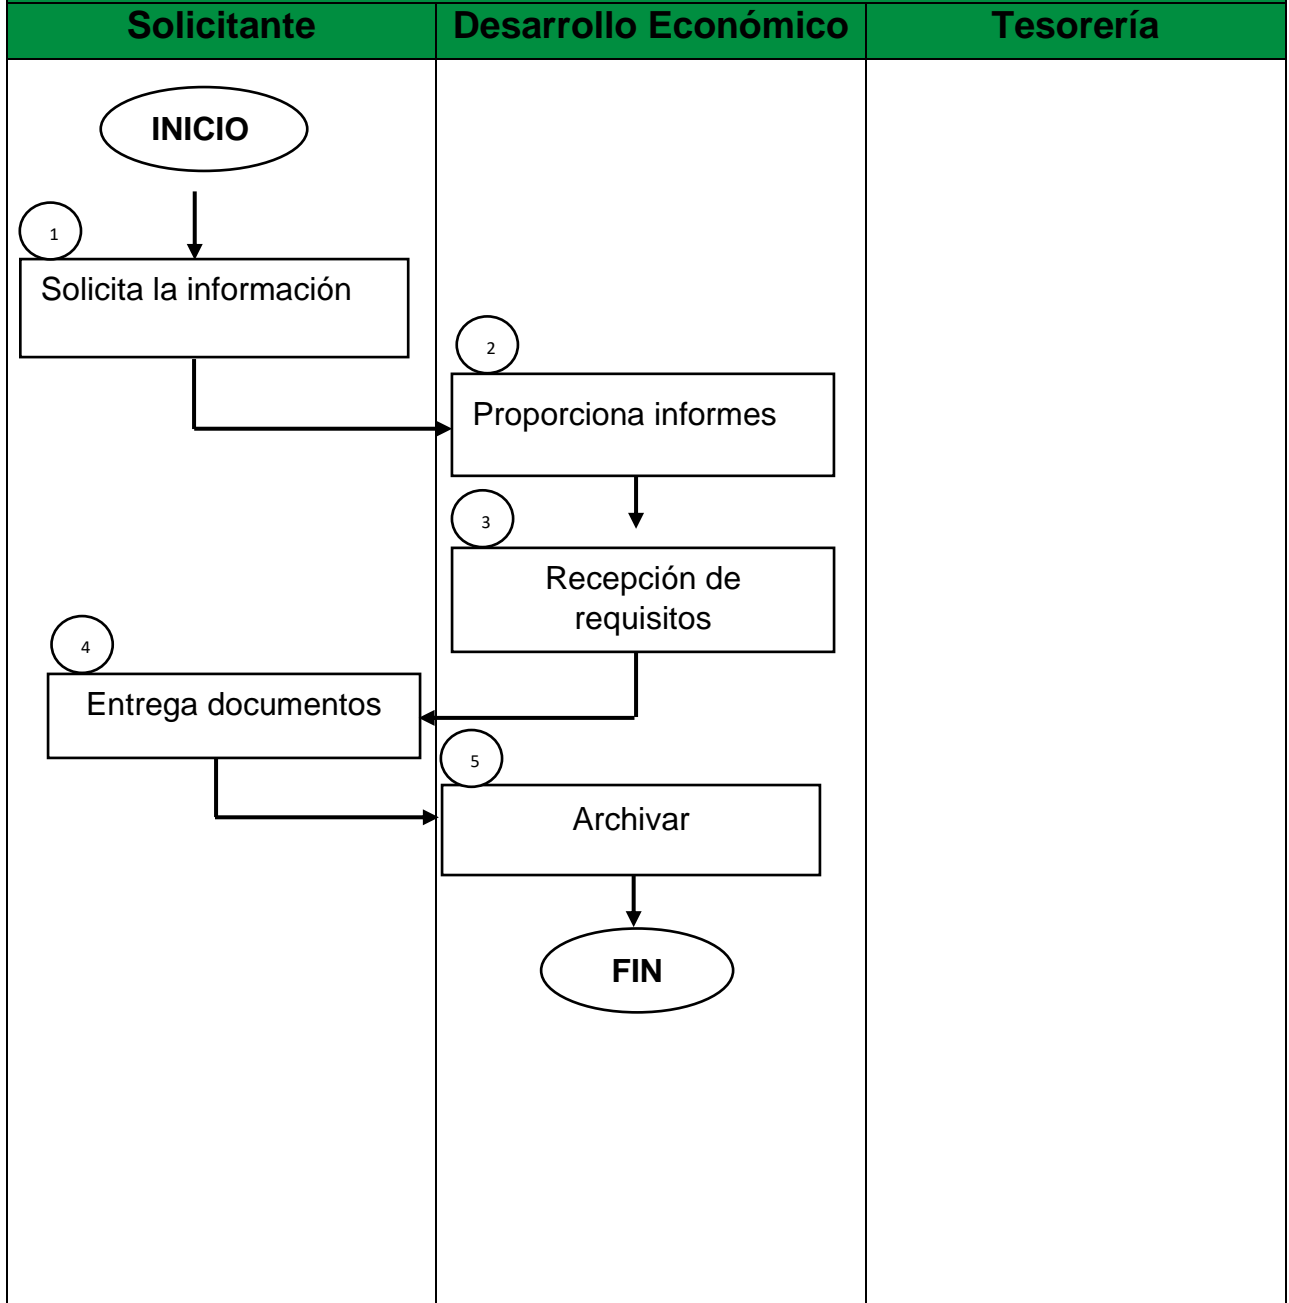 Solicitante
Desarrollo Económico
Tesorería
INICIO
1
Solicita la información
2
Proporciona informes
3
Recepción de
requisitos
4
Entrega documentos
5
Archivar
FIN